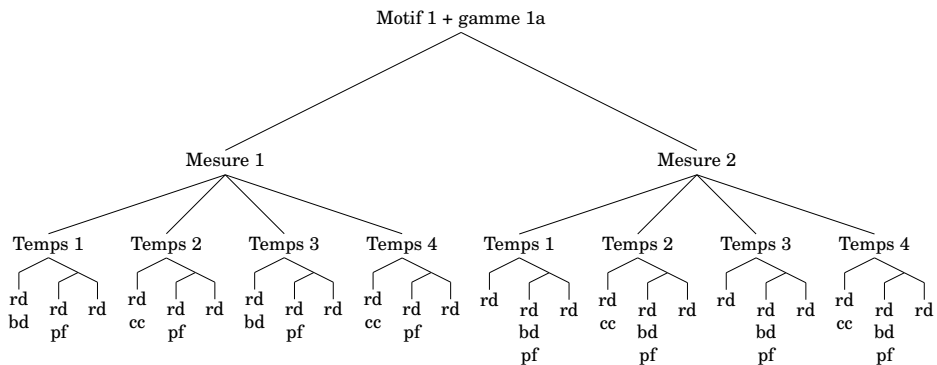 Motif 1 + gamme 1a
Mesure 1 Mesure 2
Temps 1 Temps 2 Temps 3 Temps 4 Temps 1 Temps 2 Temps 3 Temps 4
rd rd rd rd rd rd rd rd
rd rd rd rd rd rd rd rd rd rd rd rd rd rd rd rd
bd cc bd cc cc cc
pf pf pf pf bd bd bd bd
pf pf pf pf